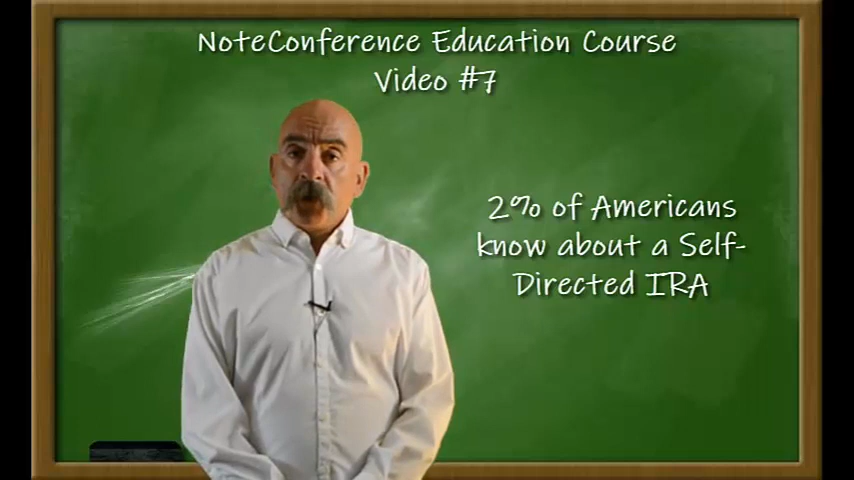 NoteConference Education Course
Video #7
2% of Americans
know about a Self-
Directed IRA